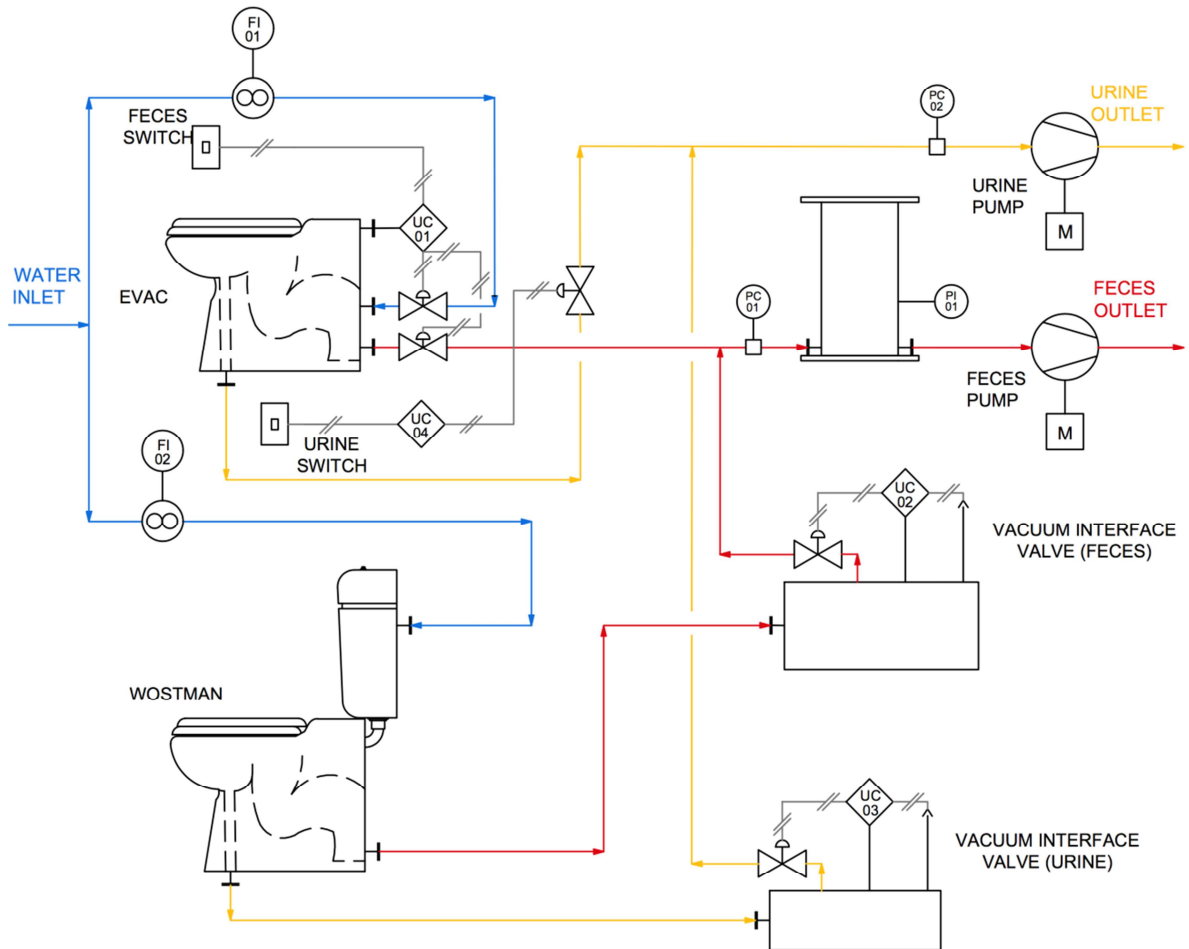 FI
01
FECES
SWITCH
PC
02
URINE
OUTLET
URINE
PUMP
M
UC
01
WATER
INLET
EVAC
PC
01
PI
01
FECES
OUTLET
FECES
PUMP
M
UC
04
URINE
SWITCH
FI
02
UC
02
VACUUM INTERFACE
VALVE (FECES)
WOSTMAN
UC
03
VACUUM INTERFACE
VALVE (URINE)